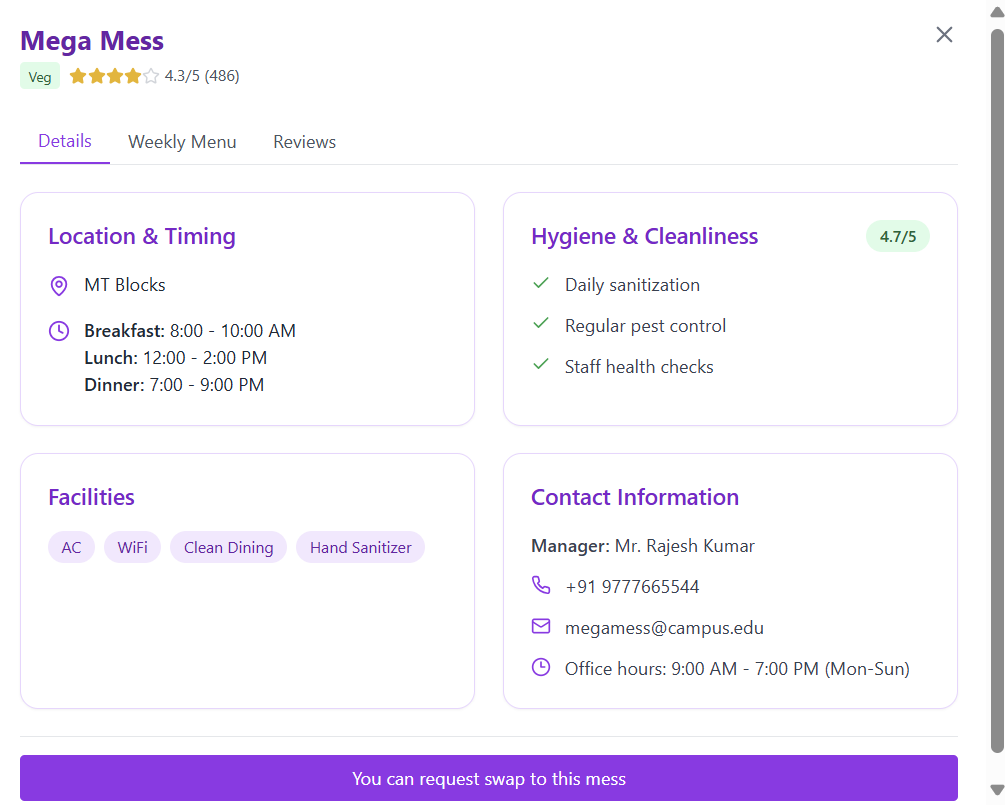 Mega Mess
Veg 4.3/5 (486)
Details Weekly Menu Reviews
Location & Timing
MT Blocks
Breakfast: 8:00 - 10:00 AM
Lunch: 12:00 - 2:00 PM
Dinner: 7:00 - 9:00 PM
Hygiene & Cleanliness 4.7/5
Daily sanitization
Regular pest control
Staff health checks
Facilities
AC WiFi Clean Dining Hand Sanitizer
Contact Information
Manager: Mr. Rajesh Kumar
+91 9777665544
megamess@campus.edu
Office hours: 9:00 AM - 7:00 PM (Mon-Sun)
You can request swap to this mess